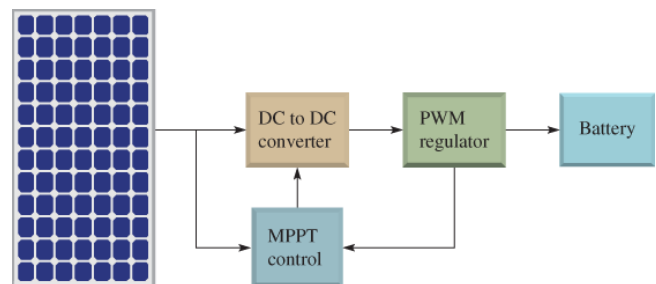 DC to DC
converter
PWM
regulator
Battery
MPPT
control